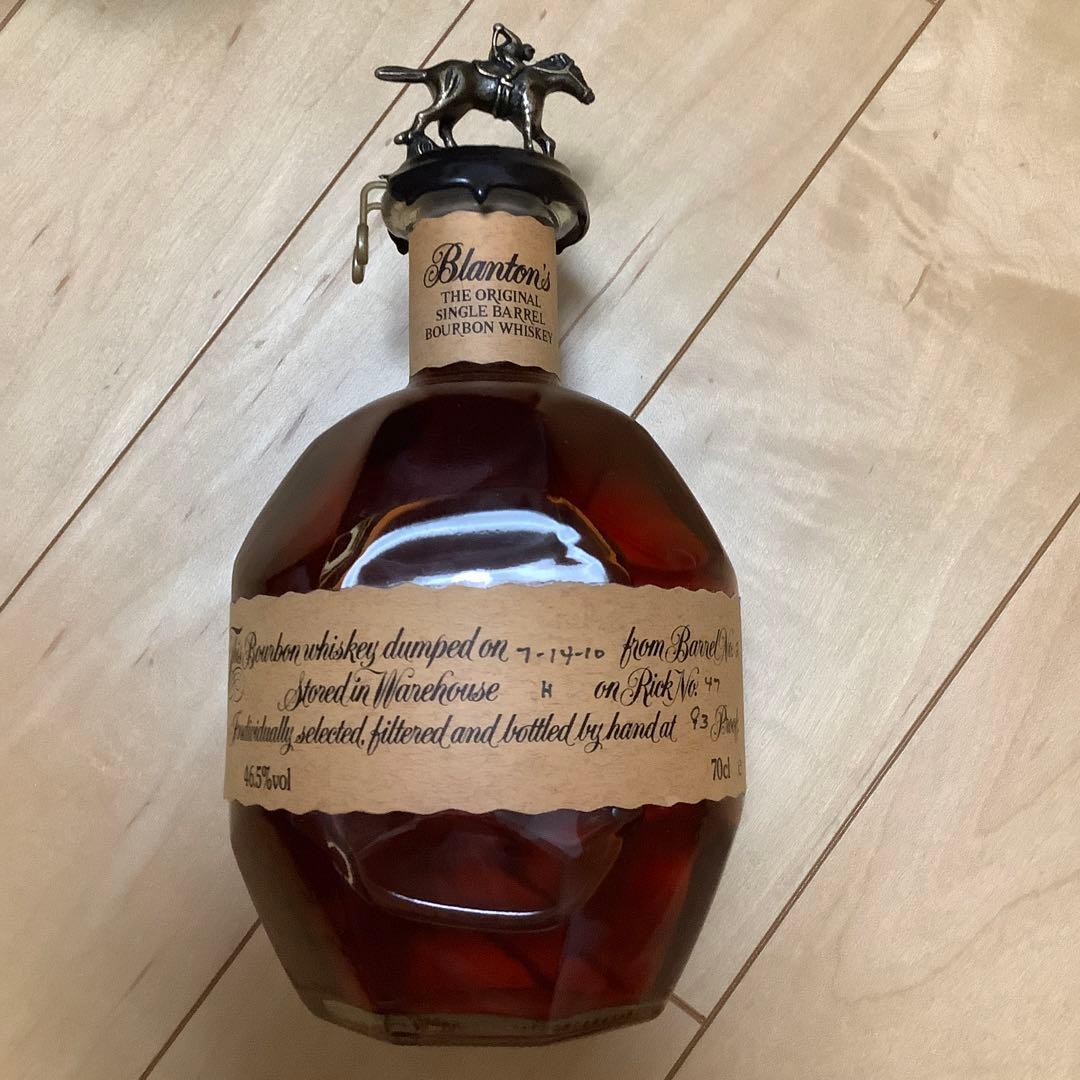 Blanton's
THE ORIGINAL
SINGLE BARREL
BOURBON WHISKEY
This Bourbon whiskey dumped on 7-14-10 from Barrel No.
Stored in Warehouse H on Rick No. 47
Individually selected, filtered and bottled by hand at 93 Proof
46.5%vol 70cl e